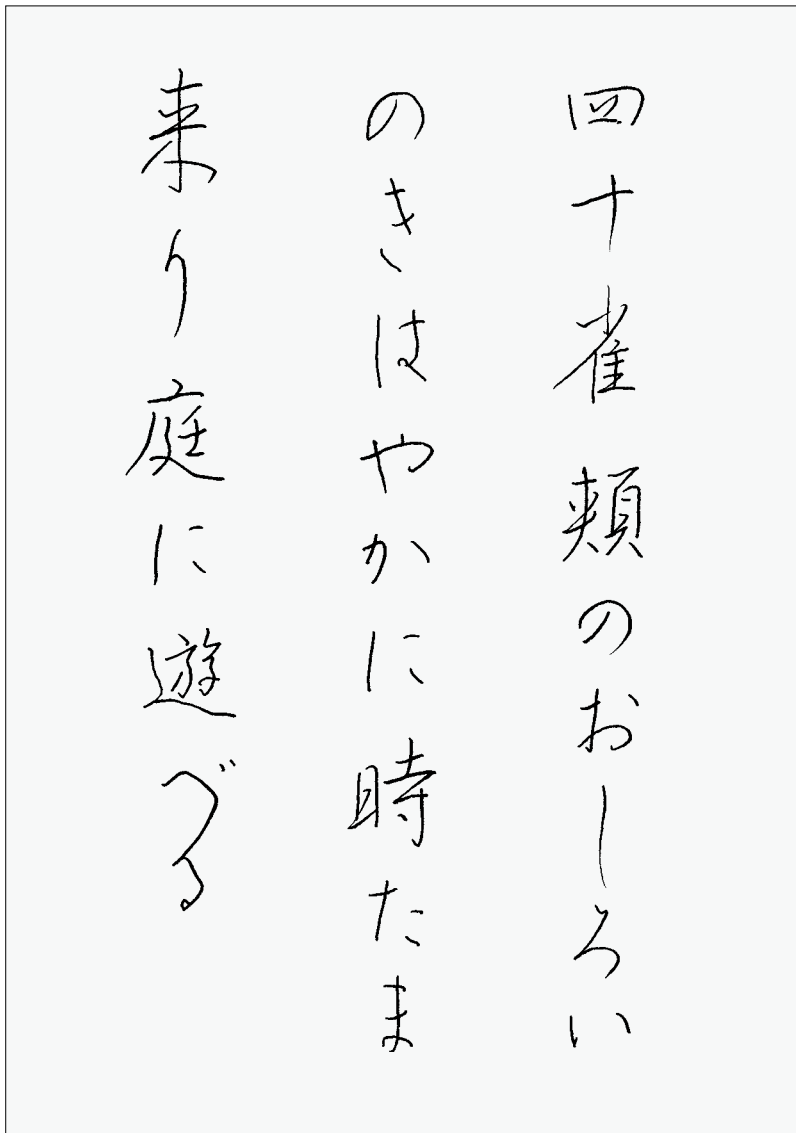 四十雀頬のおしろい
のきはやかに時たま
来り庭に遊べる